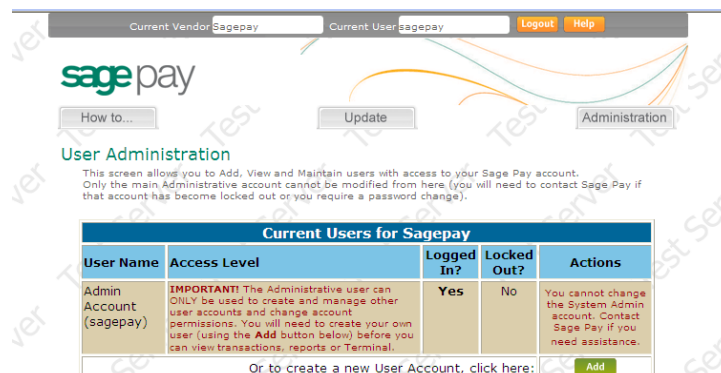 Current Vendor Sagepay Current User sagepay Logout Help
sage pay
How to... Update Administration
User Administration
This screen allows you to Add, View and Maintain users with access to your Sage Pay account.
Only the main Administrative account cannot be modified from here (you will need to contact Sage Pay if
that account has become locked out or you require a password
change).
Current Users for Sagepay
User Name Access Level Logged In? Locked Out? Actions
Admin
Account
(sagepay)
IMPORTANT! The Administrative user can
ONLY be used to create and manage other
user accounts and change account
permissions. You will need to create your own
user (using the Add button below) before you
can view transactions, reports or Terminal.
Yes
No
You cannot change
the System Admin
account. Contact
Sage Pay if you
need assistance.
Or to create a new User Account, click here: Add
Test Server